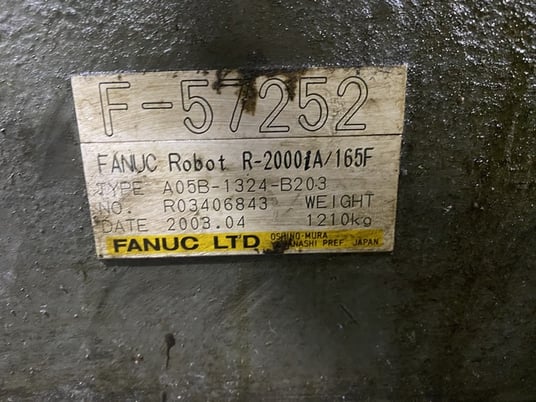 F-57252
FANUC Robot R-2000iA/165F
TYPE A05B-1324-B203
NO. R03406843 WEIGHT
DATE 2003.04 1210kg
FANUC LTD OSHINO-MURA
YAMANASHI PREF. JAPAN